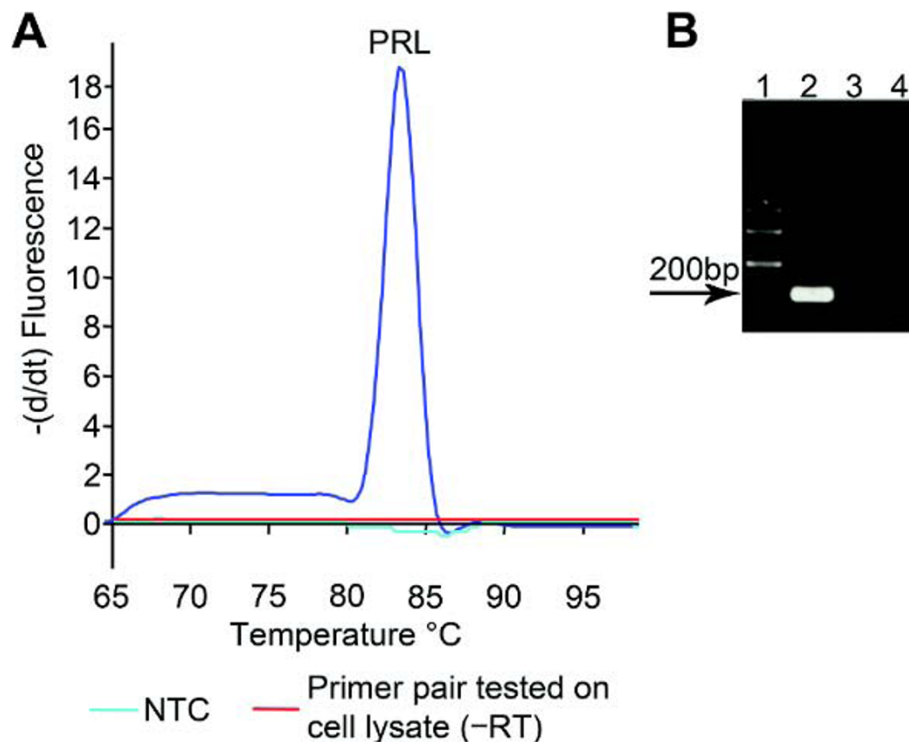 A
PRL
18
16
14
12
10
8
6
4
2
0
-(d/dt) Fluorescence
65 70 75 80 85 90 95
Temperature °C
NTC
Primer pair tested on
cell lysate (−RT)
B
1 2 3 4
200bp